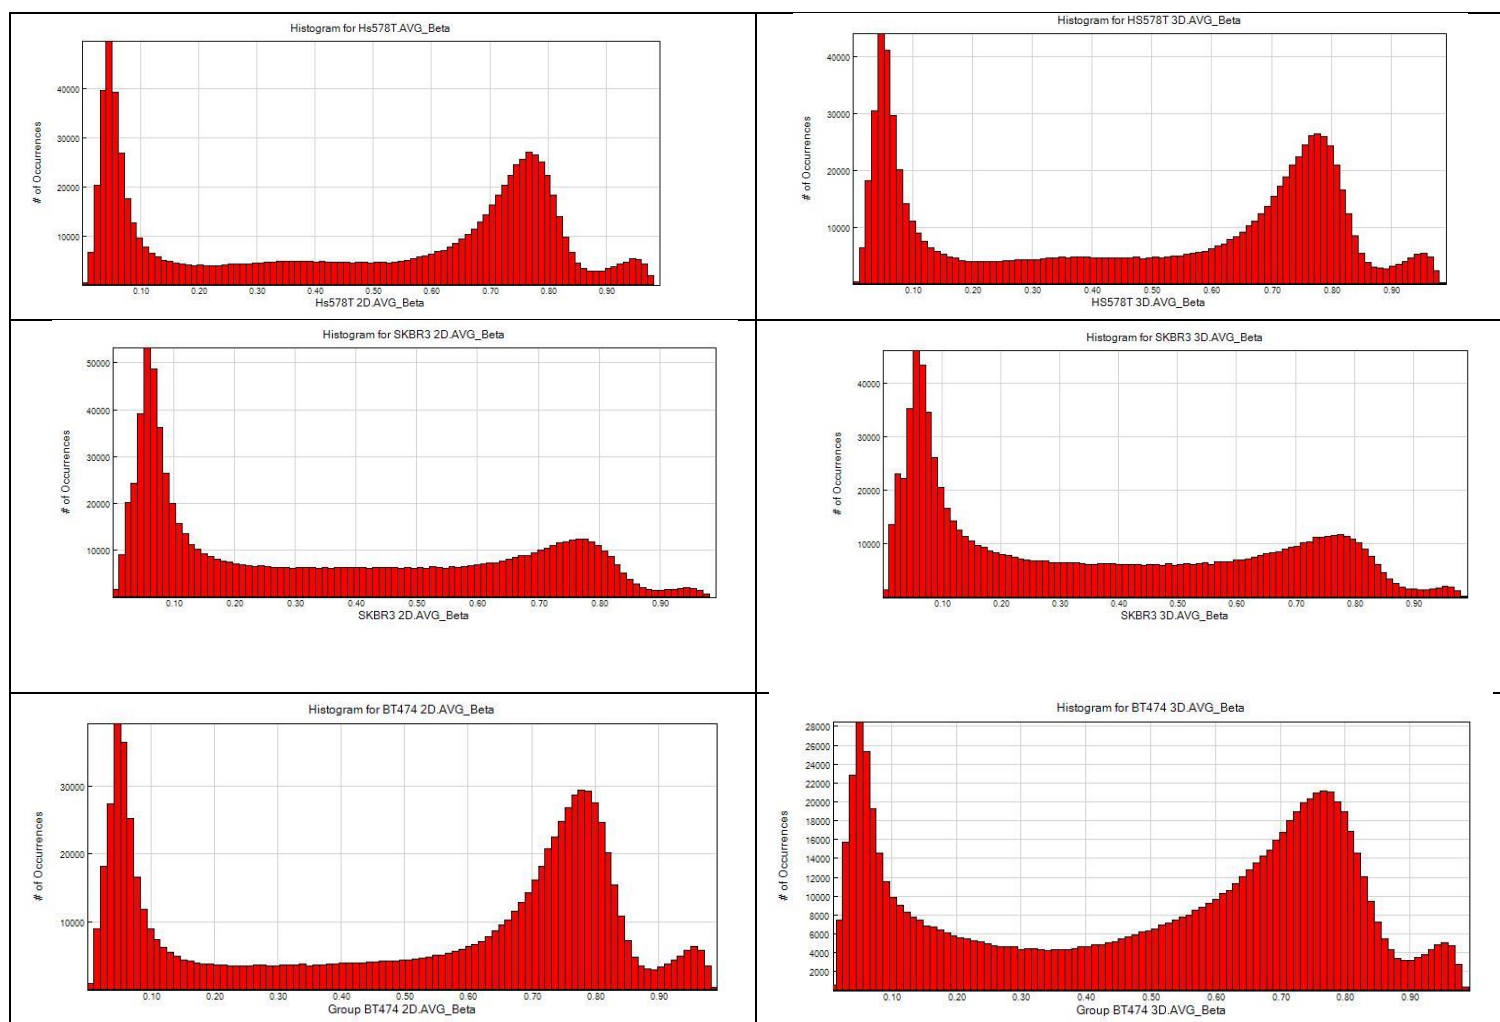 Histogram for Hs578T.AVG_Beta
# of Occurrences
40000
30000
20000
10000
0.10 0.20 0.30 0.40 0.50 0.60 0.70 0.80 0.90
Hs578T 2D.AVG_Beta
Histogram for HS578T 3D.AVG_Beta
# of Occurrences
40000
30000
20000
10000
0.10 0.20 0.30 0.40 0.50 0.60 0.70 0.80 0.90
HS578T 3D.AVG_Beta
Histogram for SKBR3 2D.AVG_Beta
# of Occurrences
50000
40000
30000
20000
10000
0.10 0.20 0.30 0.40 0.50 0.60 0.70 0.80 0.90
SKBR3 2D.AVG_Beta
Histogram for SKBR3 3D.AVG_Beta
# of Occurrences
40000
30000
20000
10000
0.10 0.20 0.30 0.40 0.50 0.60 0.70 0.80 0.90
SKBR3 3D.AVG_Beta
Histogram for BT474 2D.AVG_Beta
# of Occurrences
30000
20000
10000
0.10 0.20 0.30 0.40 0.50 0.60 0.70 0.80 0.90
Group BT474 2D.AVG_Beta
Histogram for BT474 3D.AVG_Beta
# of Occurrences
28000
26000
24000
22000
20000
18000
16000
14000
12000
10000
8000
6000
4000
2000
0.10 0.20 0.30 0.40 0.50 0.60 0.70 0.80 0.90
Group BT474 3D.AVG_Beta